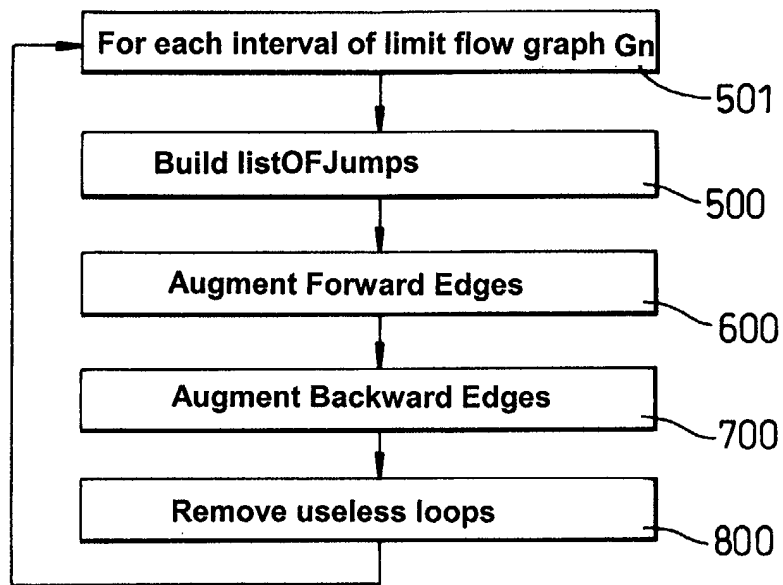 For each interval of limit flow graph Gn
501
Build listOFJumps
500
Augment Forward Edges
600
Augment Backward Edges
700
Remove useless loops
800